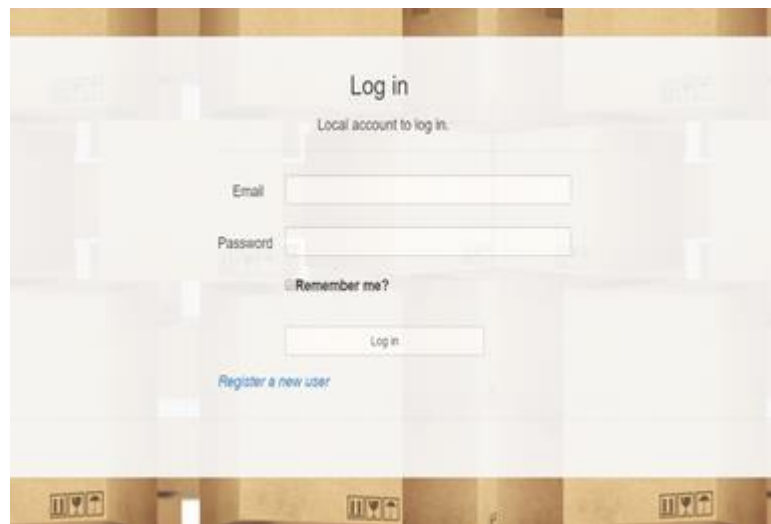 Log in
Local account to log in.
Email
Password
Remember me?
Log in
Register a new user